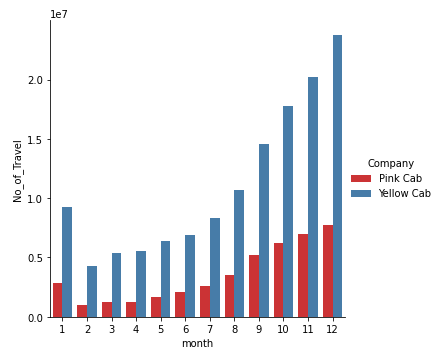 1e7
2.0
1.5
1.0
0.5
0.0
No_of_Travel
1 2 3 4 5 6 7 8 9 10 11 12
month
Company
Pink Cab
Yellow Cab